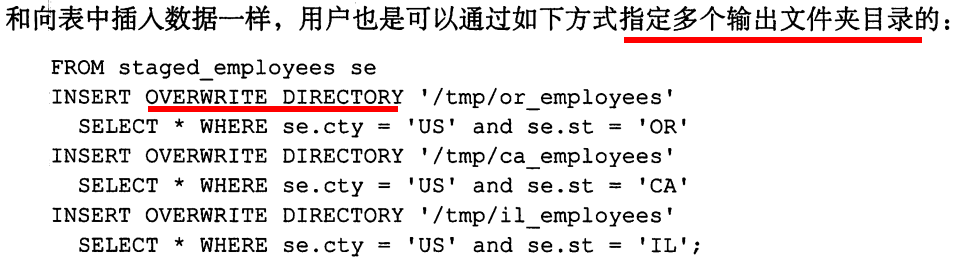 和向表中插入数据一样，用户也是可以通过如下方式指定多个输出文件夹目录的：
FROM staged_employees se
INSERT OVERWRITE DIRECTORY '/tmp/or_employees'
SELECT * WHERE se.cty = 'US' and se.st = 'OR'
INSERT OVERWRITE DIRECTORY '/tmp/ca_employees'
SELECT * WHERE se.cty = 'US' and se.st = 'CA'
INSERT OVERWRITE DIRECTORY '/tmp/il_employees'
SELECT * WHERE se.cty = 'US' and se.st = 'IL';